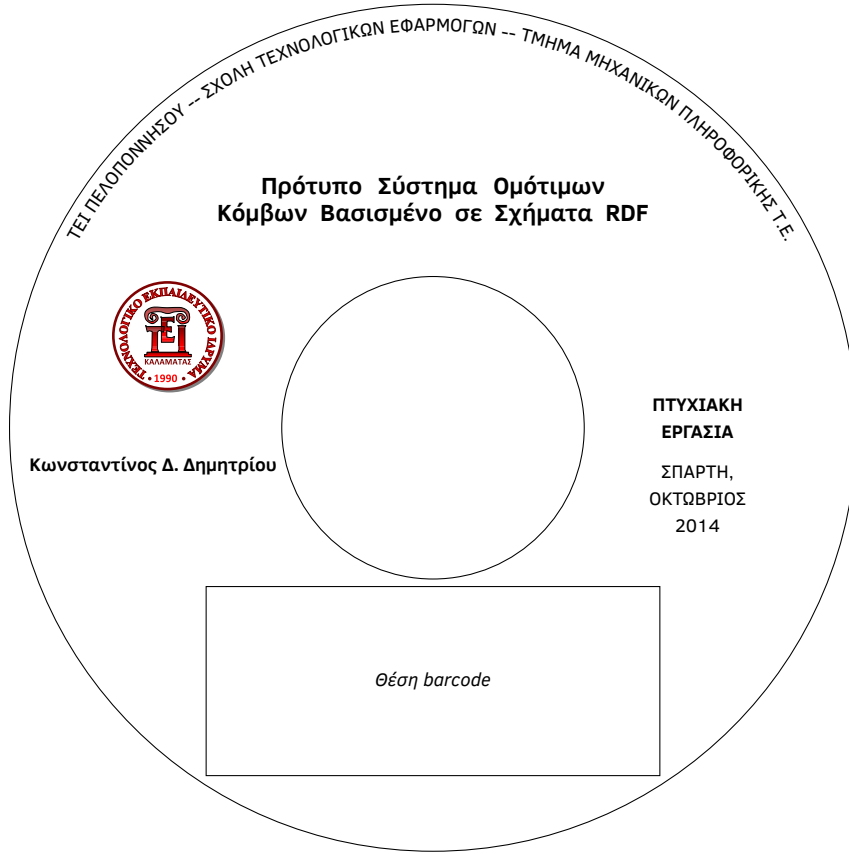 ΤΕΙ ΠΕΛΟΠΟΝΝΗΣΟΥ -- ΣΧΟΛΗ ΤΕΧΝΟΛΟΓΙΚΩΝ ΕΦΑΡΜΟΓΩΝ -- ΤΜΗΜΑ ΜΗΧΑΝΙΚΩΝ ΠΛΗΡΟΦΟΡΙΚΗΣ Τ.Ε.
Πρότυπο Σύστημα Ομότιμων
Κόμβων Βασισμένο σε Σχήματα RDF
ΤΕΧΝΟΛΟΓΙΚΟ ΕΚΠΑΙΔΕΥΤΙΚΟ ΙΔΡΥΜΑ
ΤΕΙ
ΚΑΛΑΜΑΤΑΣ
• 1990 •
Κωνσταντίνος Δ. Δημητρίου
ΠΤΥΧΙΑΚΗ
ΕΡΓΑΣΙΑ
ΣΠΑΡΤΗ,
ΟΚΤΩΒΡΙΟΣ
2014
Θέση barcode